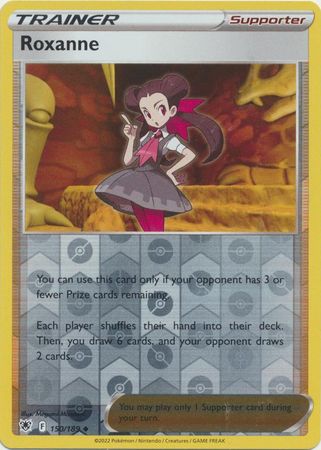 TRAINER Supporter
Roxanne
You can use this card only if your opponent has 3 or
fewer Prize cards remaining.
Each player shuffles their hand into their deck.
Then, you draw 6 cards, and your opponent draws
2 cards.
Illus. Megumi
You may play only 1 Supporter card during
your turn.
F 150/189
©2022 Pokémon / Nintendo / Creatures / GAME FREAK